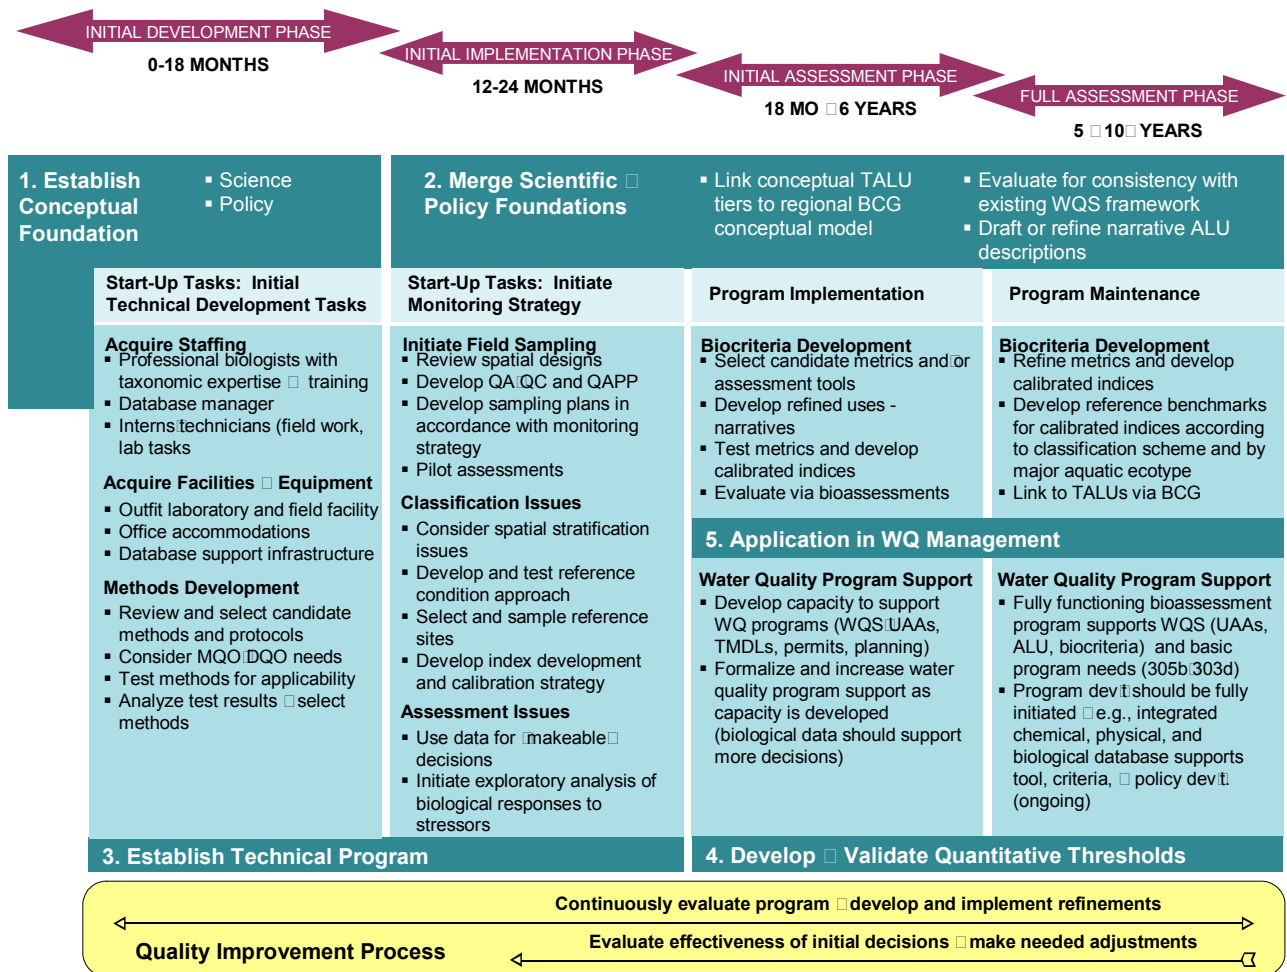 INITIAL DEVELOPMENT PHASE
0-18 MONTHS
INITIAL IMPLEMENTATION PHASE
12-24 MONTHS
INITIAL ASSESSMENT PHASE
18 MO □ 6 YEARS
FULL ASSESSMENT PHASE
5 □ 10□ YEARS
1. Establish
Conceptual
Foundation
▪ Science
▪ Policy
2. Merge Scientific □
Policy Foundations
▪ Link conceptual TALU
tiers to regional BCG
conceptual model
▪ Evaluate for consistency with
existing WQS framework
▪ Draft or refine narrative ALU
descriptions
Start-Up Tasks: Initial
Technical Development Tasks
Start-Up Tasks: Initiate
Monitoring Strategy
Program Implementation
Program Maintenance
Acquire Staffing
▪ Professional biologists with
taxonomic expertise □ training
▪ Database manager
▪ Interns□technicians (field work,
lab tasks
Acquire Facilities □ Equipment
▪ Outfit laboratory and field facility
▪ Office accommodations
▪ Database support infrastructure
Methods Development
▪ Review and select candidate
methods and protocols
▪ Consider MQO□DQO needs
▪ Test methods for applicability
▪ Analyze test results □ select
methods
Initiate Field Sampling
▪ Review spatial designs
▪ Develop QA□QC and QAPP
▪ Develop sampling plans in
accordance with monitoring
strategy
▪ Pilot assessments
Classification Issues
▪ Consider spatial stratification
issues
▪ Develop and test reference
condition approach
▪ Select and sample reference
sites
▪ Develop index development
and calibration strategy
Assessment Issues
▪ Use data for □makeable□
decisions
▪ Initiate exploratory analysis of
biological responses to
stressors
Biocriteria Development
▪ Select candidate metrics and□or
assessment tools
▪ Develop refined uses -
narratives
▪ Test metrics and develop
calibrated indices
▪ Evaluate via bioassessments
Biocriteria Development
▪ Refine metrics and develop
calibrated indices
▪ Develop reference benchmarks
for calibrated indices according
to classification scheme and by
major aquatic ecotype
▪ Link to TALUs via BCG
5. Application in WQ Management
Water Quality Program Support
▪ Develop capacity to support
WQ programs (WQS□UAAs,
TMDLs, permits, planning)
▪ Formalize and increase water
quality program support as
capacity is developed
(biological data should support
more decisions)
Water Quality Program Support
▪ Fully functioning bioassessment
program supports WQS (UAAs,
ALU, biocriteria) and basic
program needs (305b□303d)
▪ Program dev□t should be fully
initiated □ e.g., integrated
chemical, physical, and
biological database supports
tool, criteria, □ policy dev□t.
(ongoing)
3. Establish Technical Program
4. Develop □ Validate Quantitative Thresholds
Continuously evaluate program □ develop and implement refinements
Quality Improvement Process
Evaluate effectiveness of initial decisions □ make needed adjustments